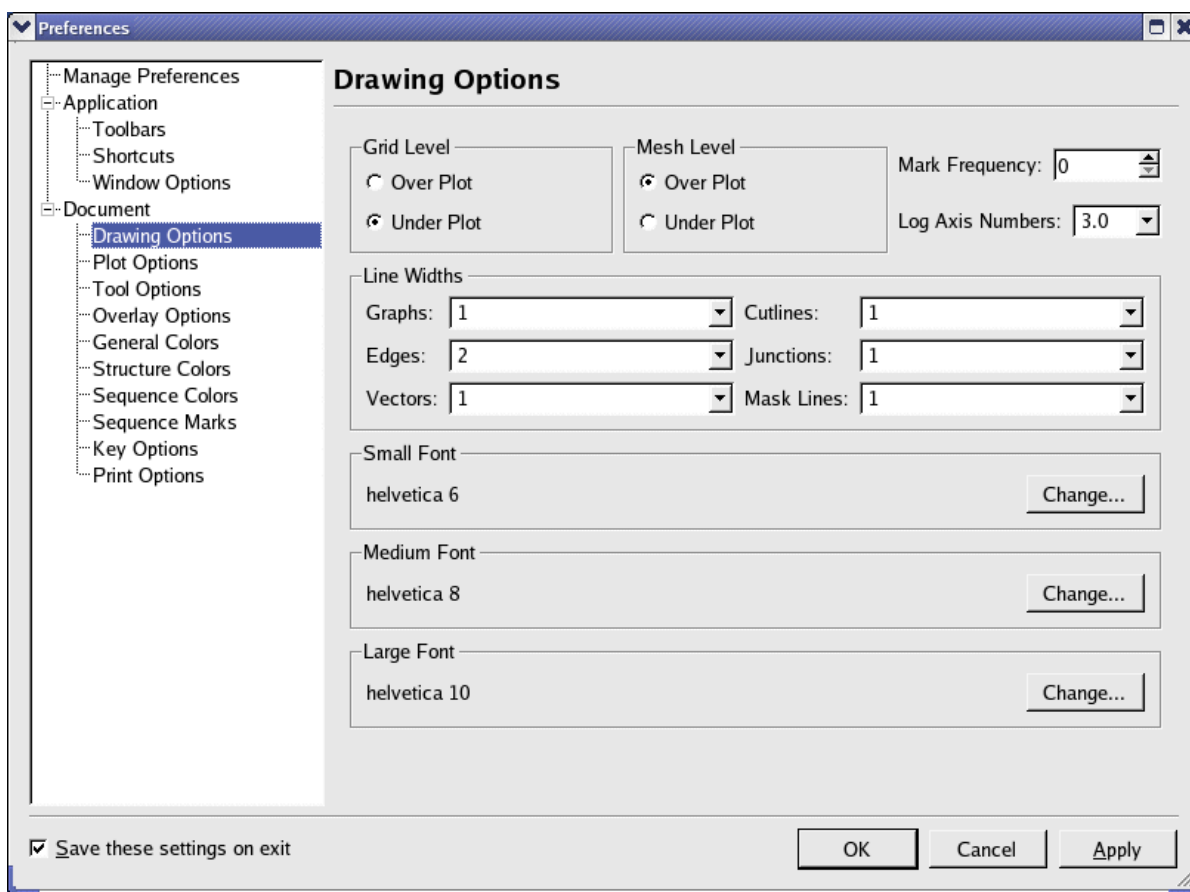 Preferences
Manage Preferences
Application
Toolbars
Shortcuts
Window Options
Document
Drawing Options
Plot Options
Tool Options
Overlay Options
General Colors
Structure Colors
Sequence Colors
Sequence Marks
Key Options
Print Options
Drawing Options
Grid Level
Over Plot
Under Plot
Mesh Level
Over Plot
Under Plot
Mark Frequency: 0
Log Axis Numbers: 3.0
Line Widths
Graphs: 1 Cutlines: 1
Edges: 2 Junctions: 1
Vectors: 1 Mask Lines: 1
Small Font
helvetica 6 Change...
Medium Font
helvetica 8 Change...
Large Font
helvetica 10 Change...
Save these settings on exit
OK Cancel Apply